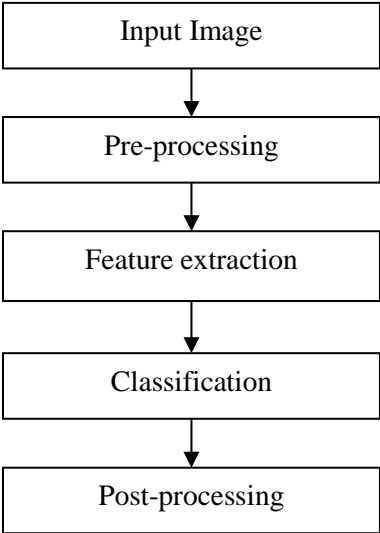 Input Image
Pre-processing
Feature extraction
Classification
Post-processing